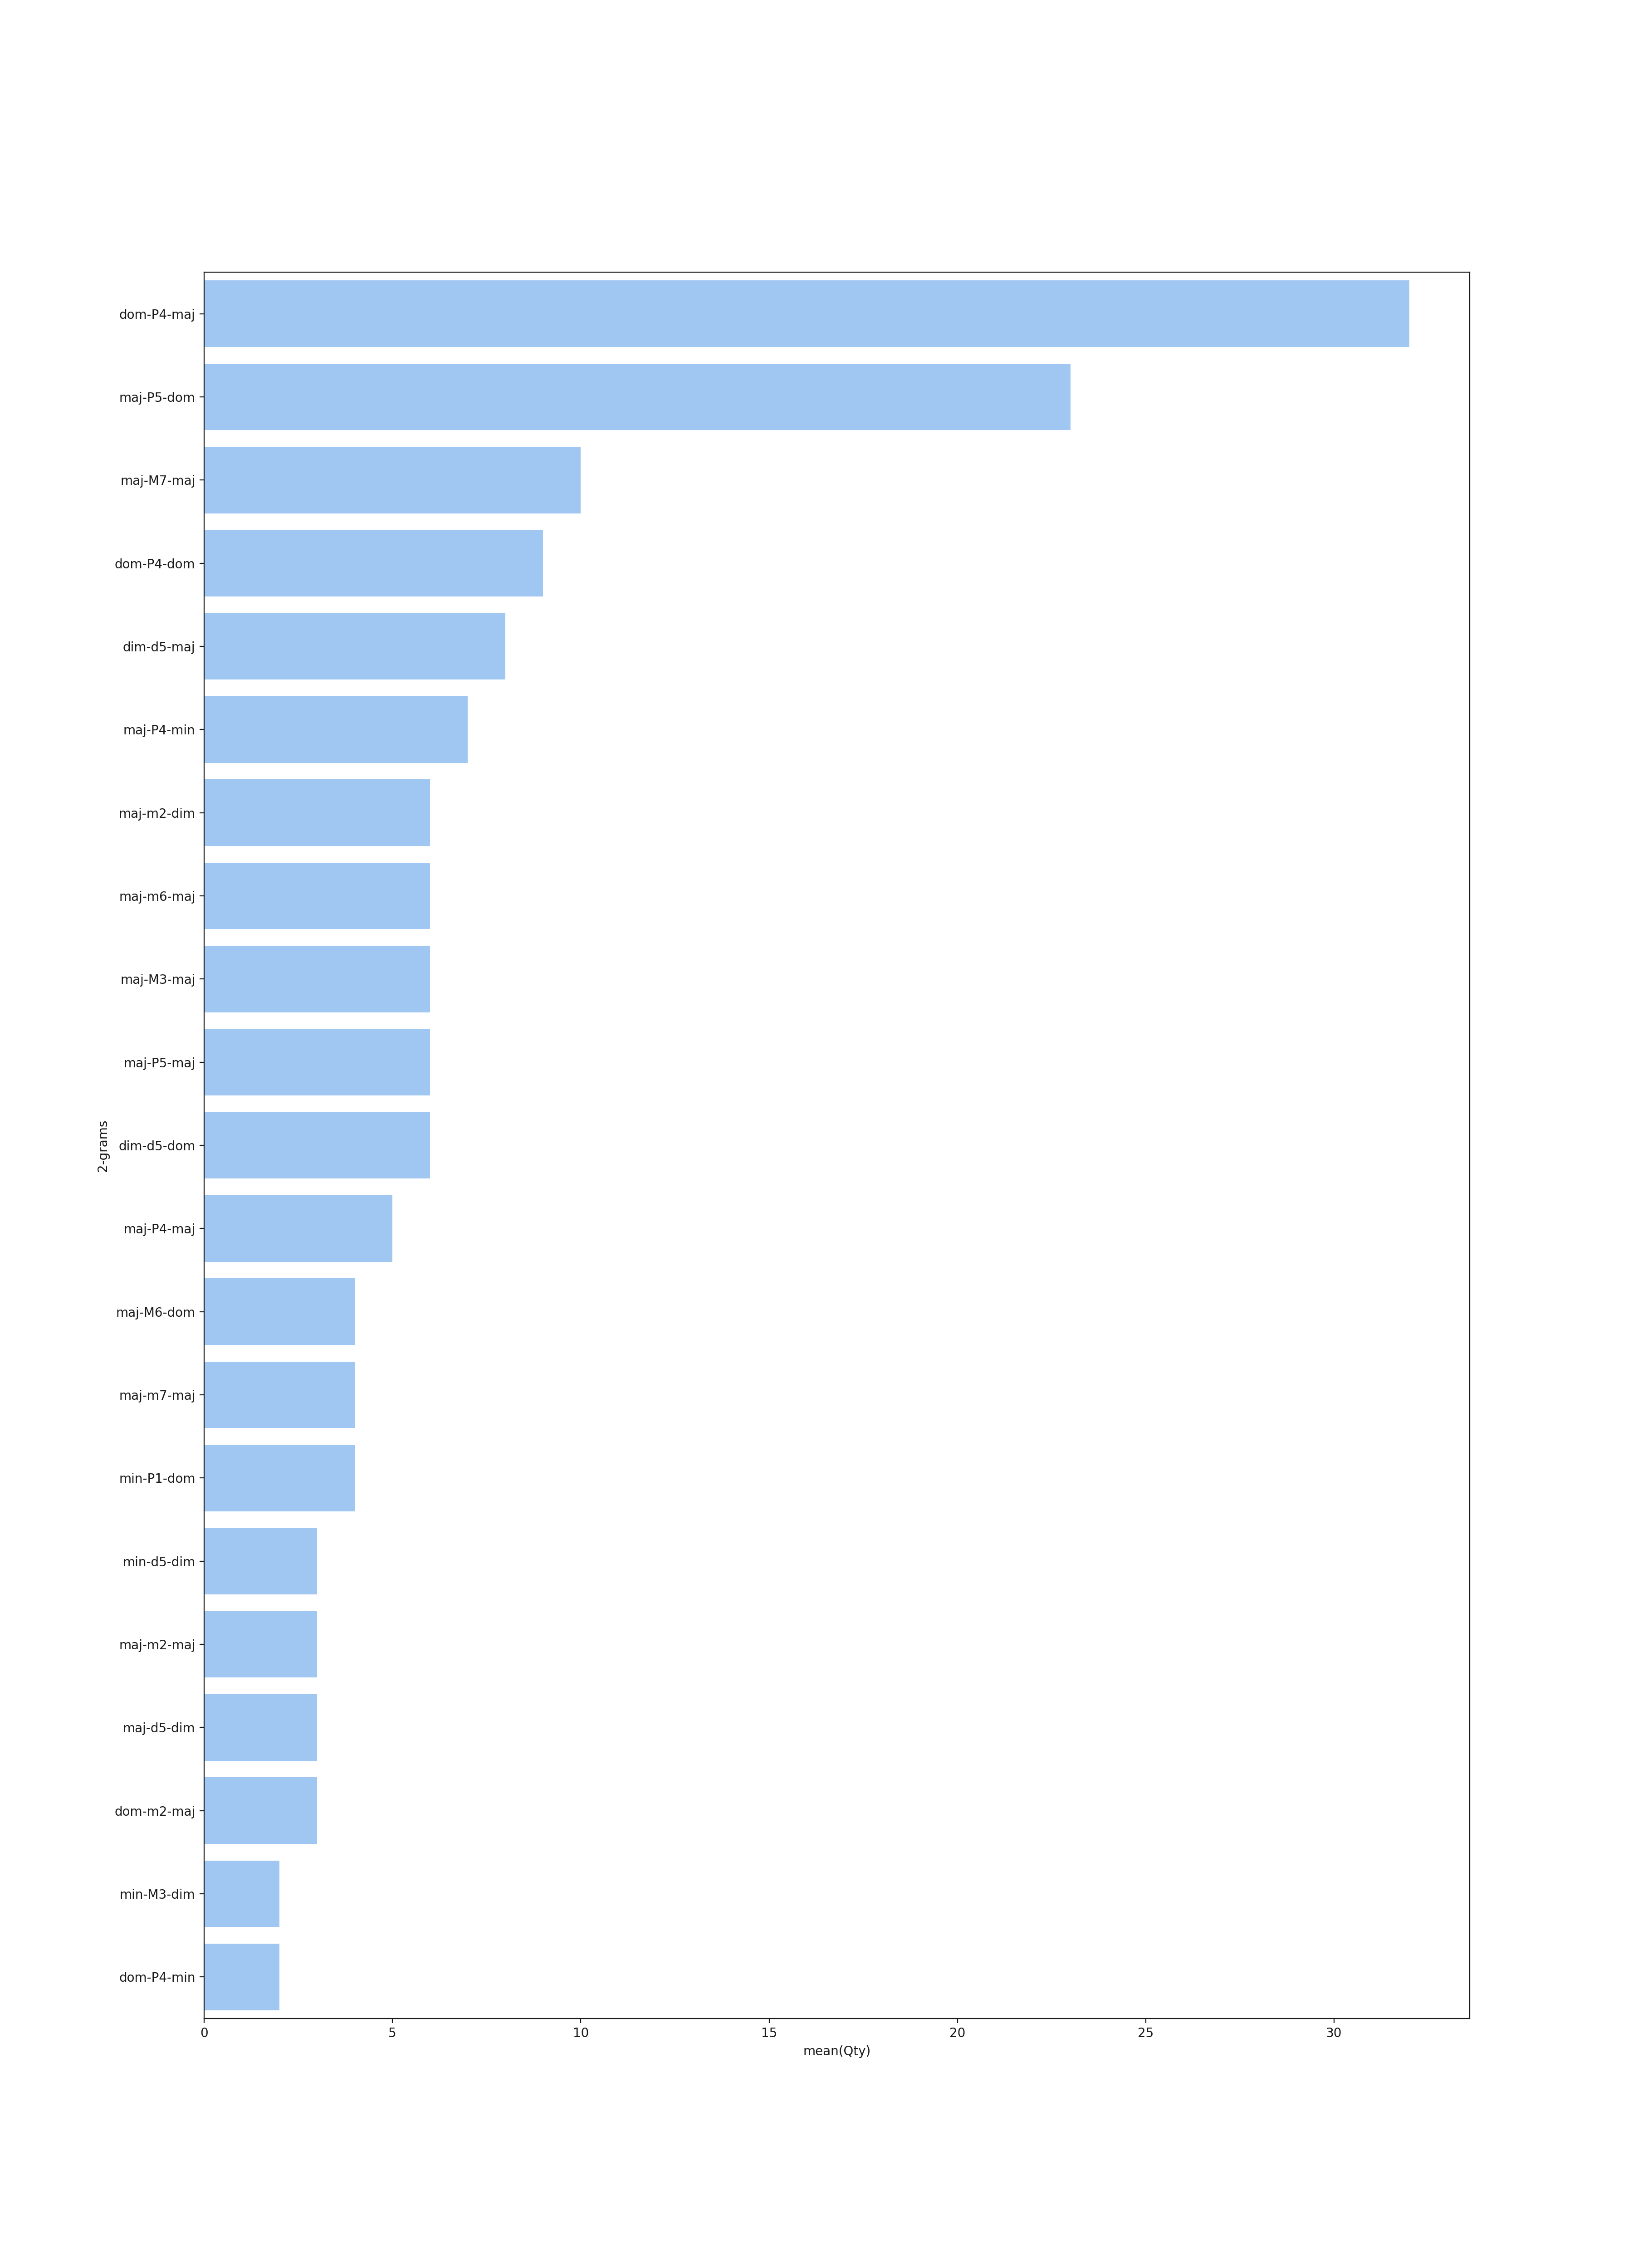 dom-P4-maj
maj-P5-dom
maj-M7-maj
dom-P4-dom
dim-d5-maj
maj-P4-min
maj-m2-dim
maj-m6-maj
maj-M3-maj
maj-P5-maj
2-grams
dim-d5-dom
maj-P4-maj
maj-M6-dom
maj-m7-maj
min-P1-dom
min-d5-dim
maj-m2-maj
maj-d5-dim
dom-m2-maj
min-M3-dim
dom-P4-min
0 5 10 15 20 25 30
mean(Qty)